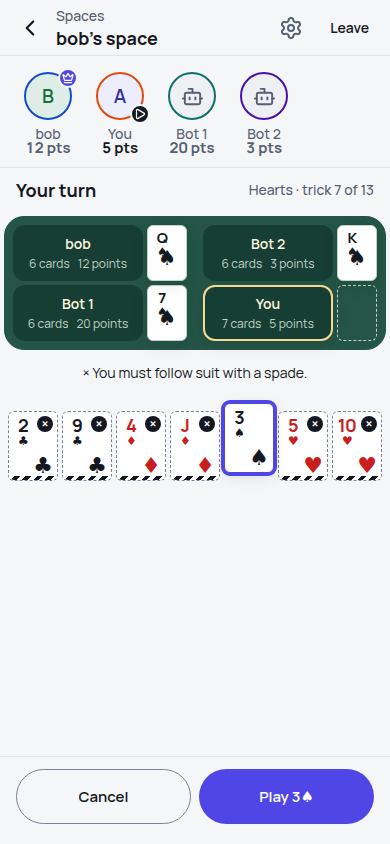 Spaces
bob's space
Leave
B
A
bob
You
Bot 1
Bot 2
12 pts
5 pts
20 pts
3 pts
Your turn
Hearts · trick 7 of 13
bob
6 cards 12 points
Q♠
Bot 2
6 cards 3 points
K♠
Bot 1
6 cards 20 points
7♠
You
7 cards 5 points
× You must follow suit with a spade.
2♣
9♣
4♦
J♦
3♠
5♥
10♥
Cancel
Play 3♠